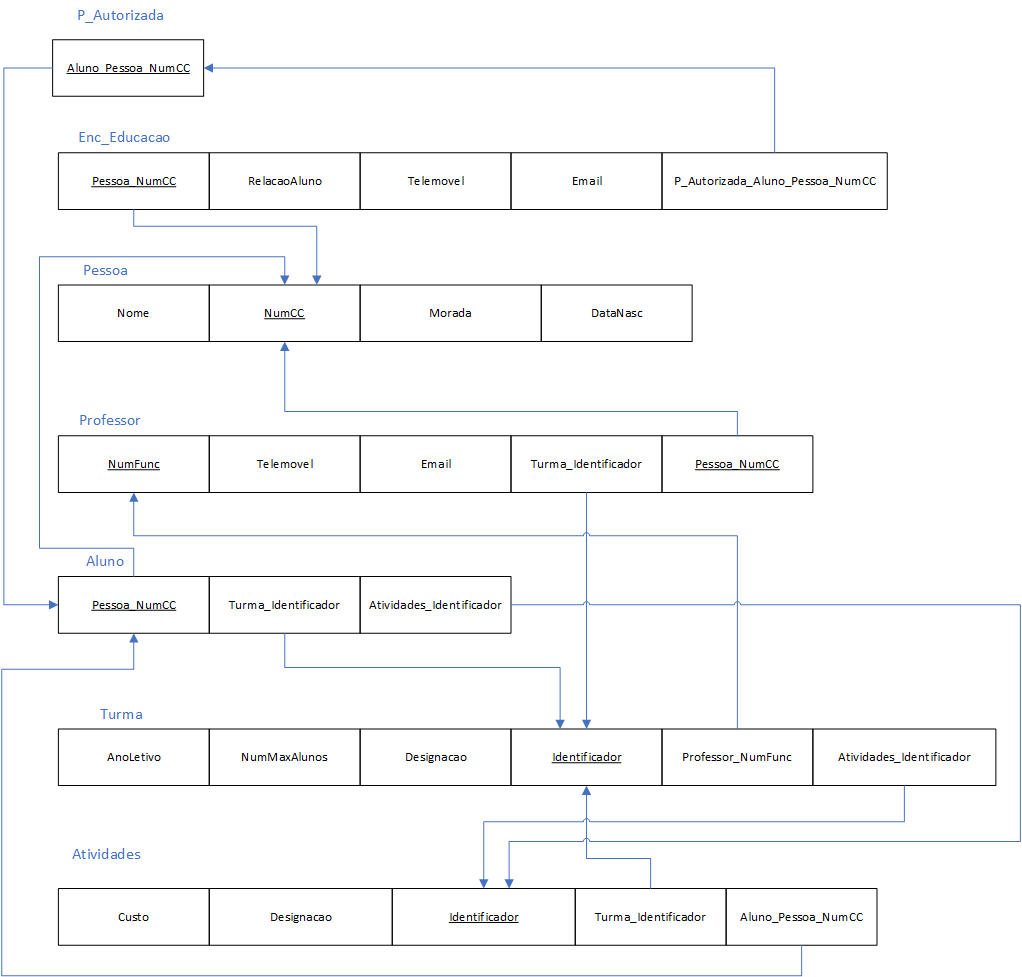 P_Autorizada
Aluno_Pessoa_NumCC
Enc_Educacao
Pessoa_NumCC RelacaoAluno Telemovel Email P_Autorizada_Aluno_Pessoa_NumCC
Pessoa
Nome NumCC Morada DataNasc
Professor
NumFunc Telemovel Email Turma_Identificador Pessoa_NumCC
Aluno
Pessoa_NumCC Turma_Identificador Atividades_Identificador
Turma
AnoLetivo NumMaxAlunos Designacao Identificador Professor_NumFunc Atividades_Identificador
Atividades
Custo Designacao Identificador Turma_Identificador Aluno_Pessoa_NumCC